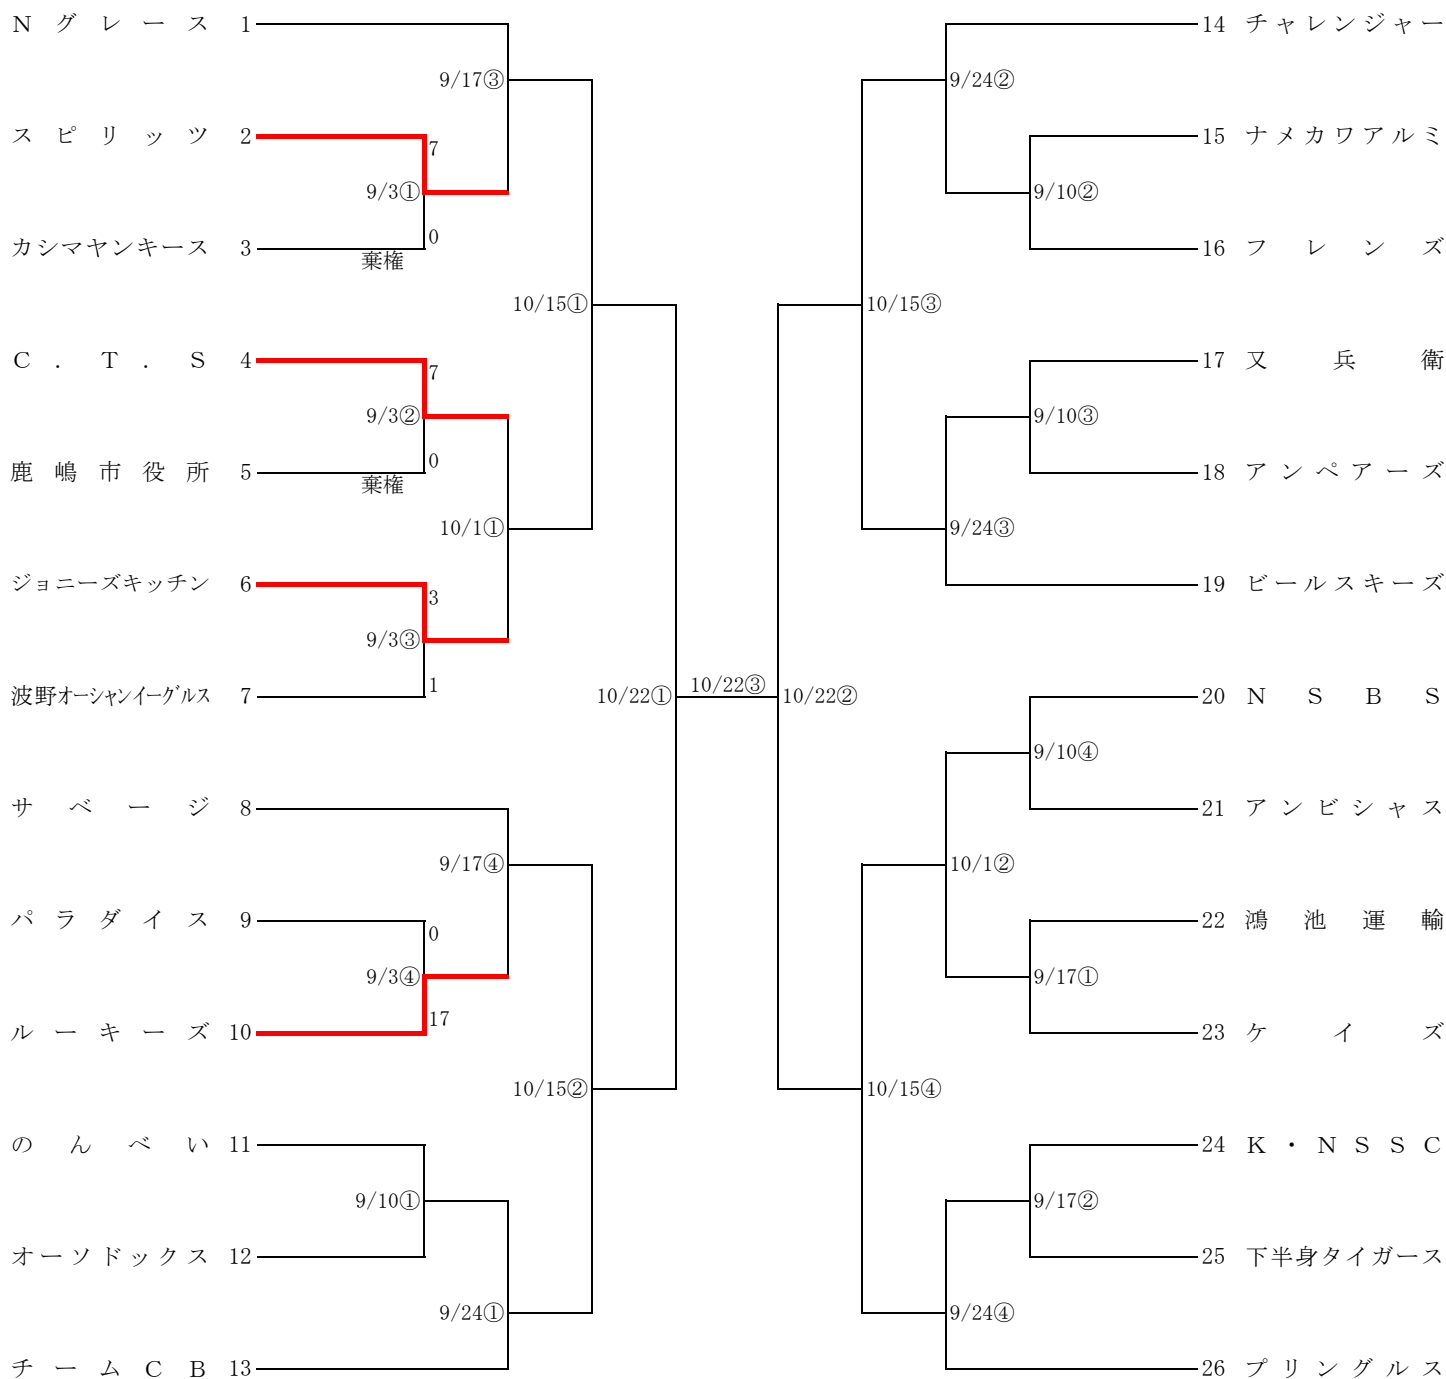 Nグレース 1
14 チャレンジャー
9/17③
9/24②
スピリッツ 2
7
15 ナメカワアルミ
9/3①
9/10②
カシマヤンキース 3
0
棄権
16 フレンズ
10/15①
10/15③
C.T.S 4
7
17 又兵衛
9/3②
9/10③
鹿嶋市役所 5
0
棄権
18 アンペアーズ
10/1①
9/24③
ジョニーズキッチン 6
3
19 ビールスキーズ
9/3③
波野オーシャンイーグルス 7
1
10/22①
10/22③
10/22②
20 NSBS
9/10④
サベージ 8
21 アンビシャス
9/17④
10/1②
パラダイス 9
0
22 鴻池運輸
9/3④
9/17①
ルーキーズ 10
17
23 ケイズ
10/15②
10/15④
のんべい 11
24 K・NSSC
9/10①
9/17②
オーソドックス 12
25 下半身タイガース
9/24①
9/24④
チームCB 13
26 プリングルス